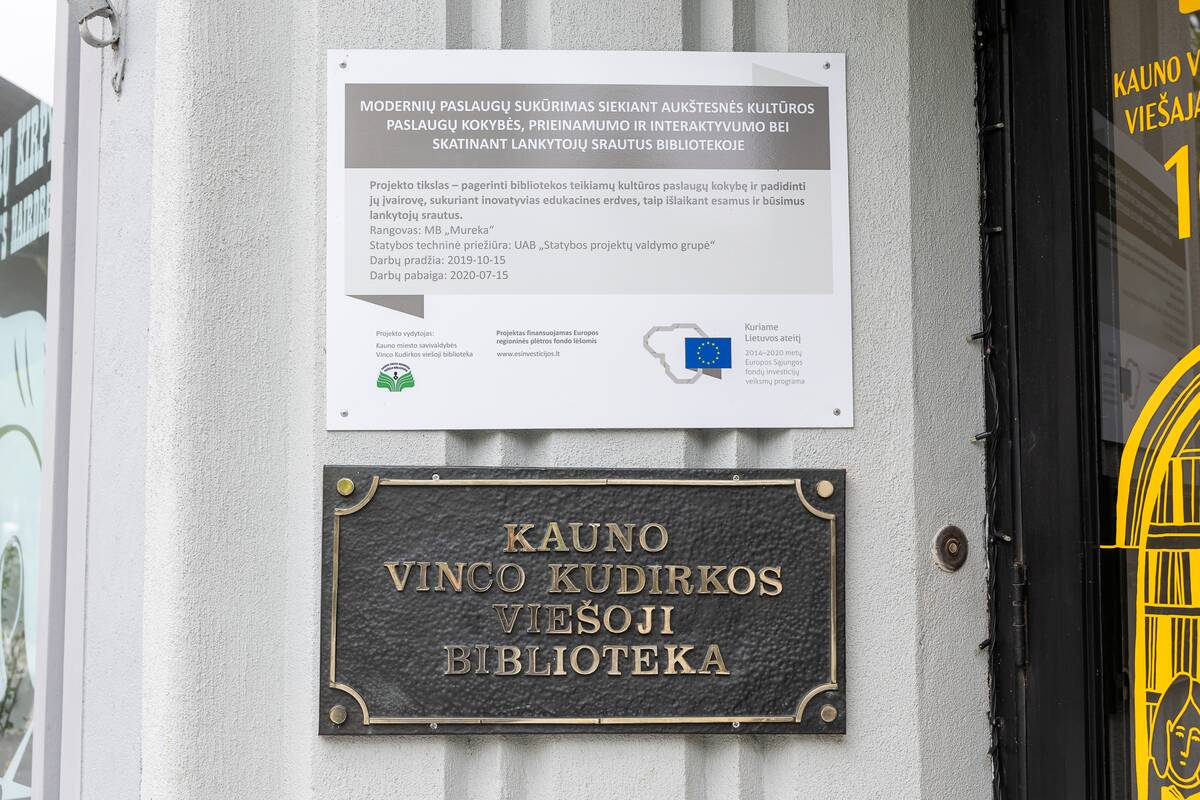 MODERNIŲ PASLAUGŲ SUKŪRIMAS SIEKIANT AUKŠTESNĖS KULTŪROS
PASLAUGŲ KOKYBĖS, PRIEINAMUMO IR INTERAKTYVUMO BEI
SKATINANT LANKYTOJŲ SRAUTUS BIBLIOTEKOJE
Projekto tikslas – pagerinti bibliotekos teikiamų kultūros paslaugų kokybę ir padidinti
jų įvairovę, sukuriant inovatyvias edukacines erdves, taip išlaikant esamus ir būsimus
lankytojų srautus.
Rangovas: MB „Mureka“
Statybos techninė priežiūra: UAB „Statybos projektų valdymo grupė“
Darbų pradžia: 2019-10-15
Darbų pabaiga: 2020-07-15
Projekto vydytojas:
Kauno miesto savivaldybės
Vinco Kudirkos viešoji biblioteka
Projektas finansuojamas Europos
regioninės plėtros fondo lėšomis
www.esinvesticijos.lt
Kuriame
Lietuvos ateitį
2014–2020 metų
Europos Sąjungos
fondų investicijų
veiksmų programa
KAUNO
VINCO KUDIRKOS
VIEŠOJI
BIBLIOTEKA
KAUNO V
VIEŠAJA
1